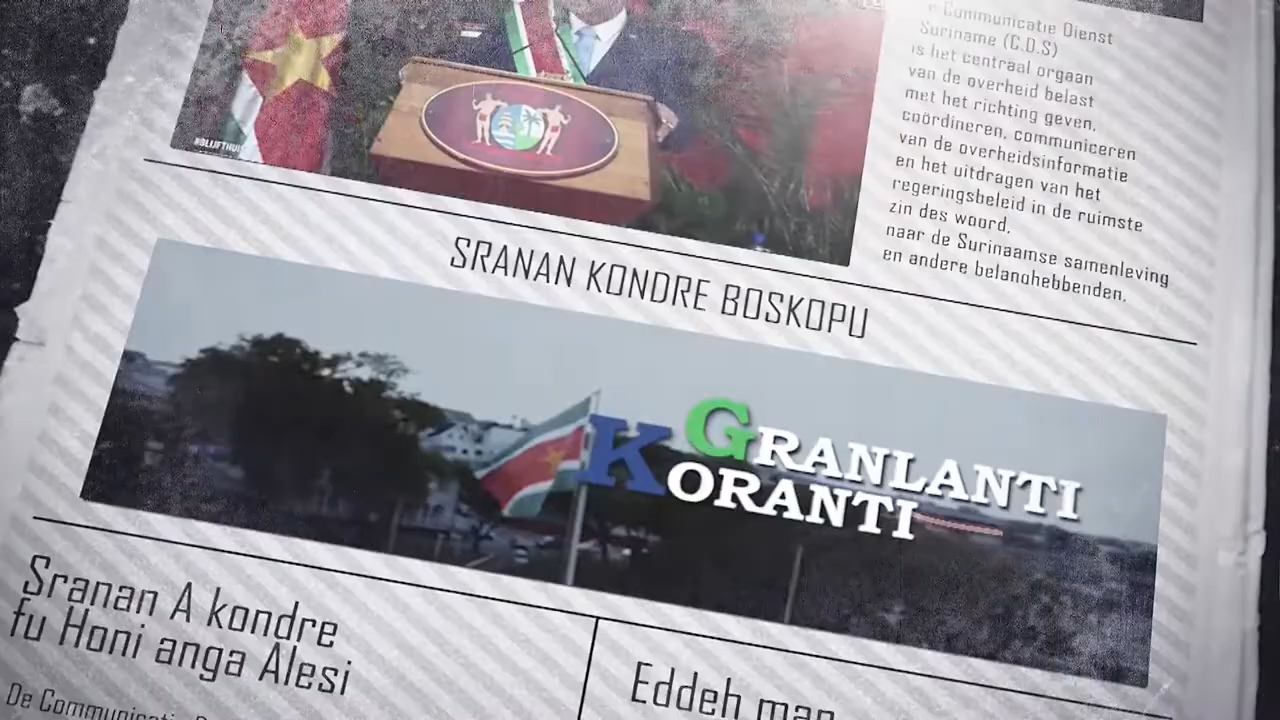 Communicatie Dienst
Suriname (C.D.S)
is het centraal orgaan
van de overheid belast
met het richting geven,
coördineren, communiceren
van de overheidsinformatie
en het uitdragen van het
regeringsbeleid in de ruimste
zin des woord,
naar de Surinaamse samenleving
en andere belanghebbenden.
SRANAN KONDRE BOSKOPU
GRANLANTI
KORANTI
Sranan A kondre
fu Honi anga Alesi
De
Eddeh man